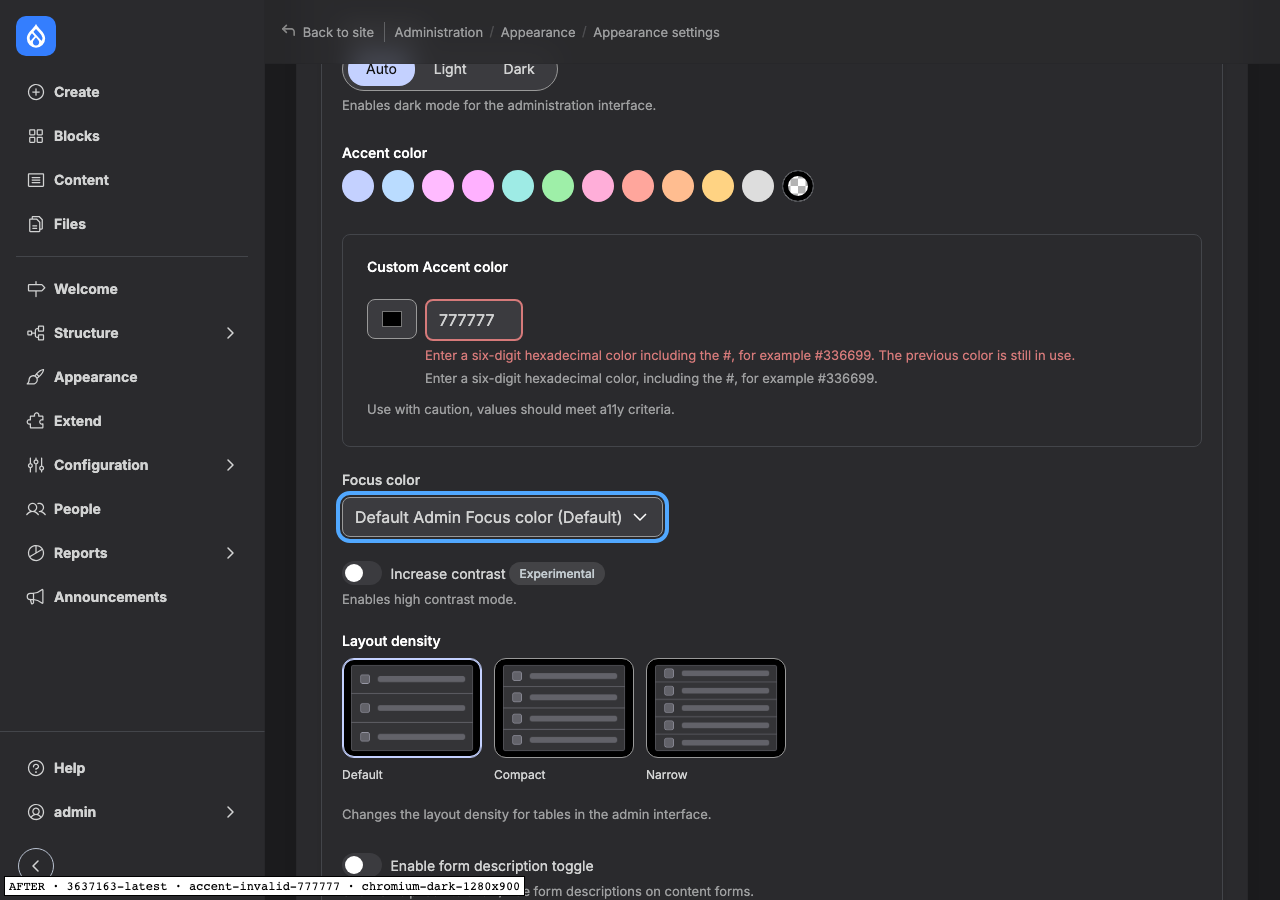 Back to site
Administration / Appearance / Appearance settings
Create
Blocks
Content
Files
Welcome
Structure
Appearance
Extend
Configuration
People
Reports
Announcements
Help
admin
Auto
Light
Dark
Enables dark mode for the administration interface.
Accent color
Custom Accent color
777777
Enter a six-digit hexadecimal color including the #, for example #336699. The previous color is still in use.
Enter a six-digit hexadecimal color, including the #, for example #336699.
Use with caution, values should meet a11y criteria.
Focus color
Default Admin Focus color (Default)
Increase contrast Experimental
Enables high contrast mode.
Layout density
Default
Compact
Narrow
Changes the layout density for tables in the admin interface.
Enable form description toggle
form descriptions on content forms.
AFTER · 3637163-latest · accent-invalid-777777 · chromium-dark-1280x900